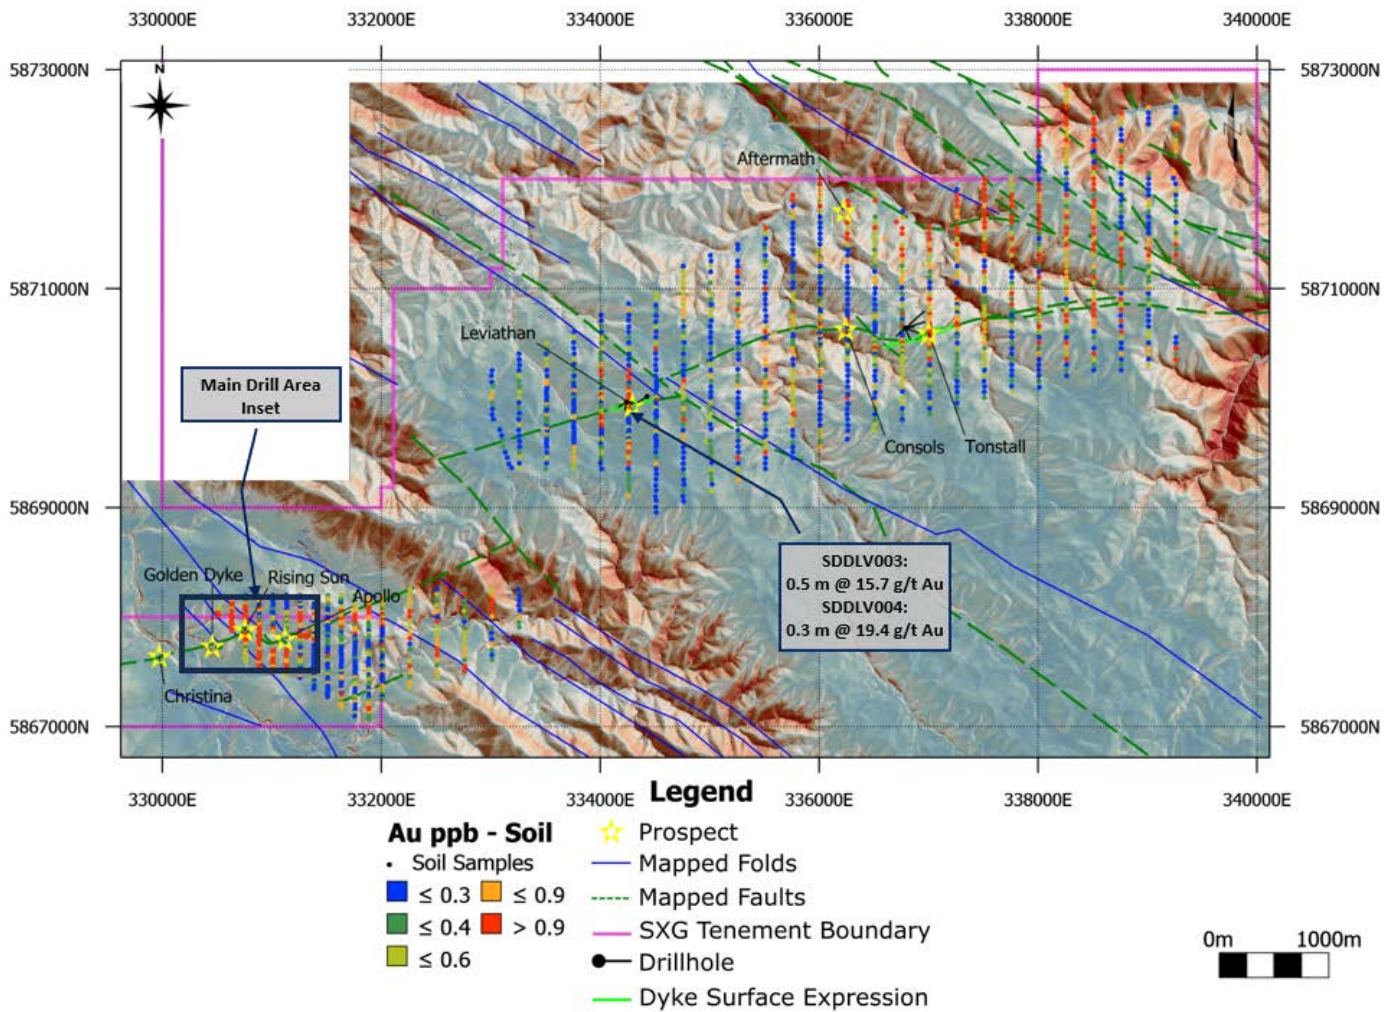 330000E 332000E 334000E 336000E 338000E 340000E
5873000N 5873000N
N
Aftermath
5871000N 5871000N
Leviathan
Main Drill Area
Inset
Consols Tonstall
5869000N 5869000N
SDDLV003:
0.5 m @ 15.7 g/t Au
SDDLV004:
0.3 m @ 19.4 g/t Au
Golden Dyke Rising Sun
Apollo
Christina
5867000N 5867000N
330000E 332000E 334000E 336000E 338000E 340000E
Legend
Au ppb - Soil
Soil Samples
≤ 0.3 ≤ 0.9
≤ 0.4 > 0.9
≤ 0.6
Prospect
Mapped Folds
Mapped Faults
SXG Tenement Boundary
Drillhole
Dyke Surface Expression
0m 1000m